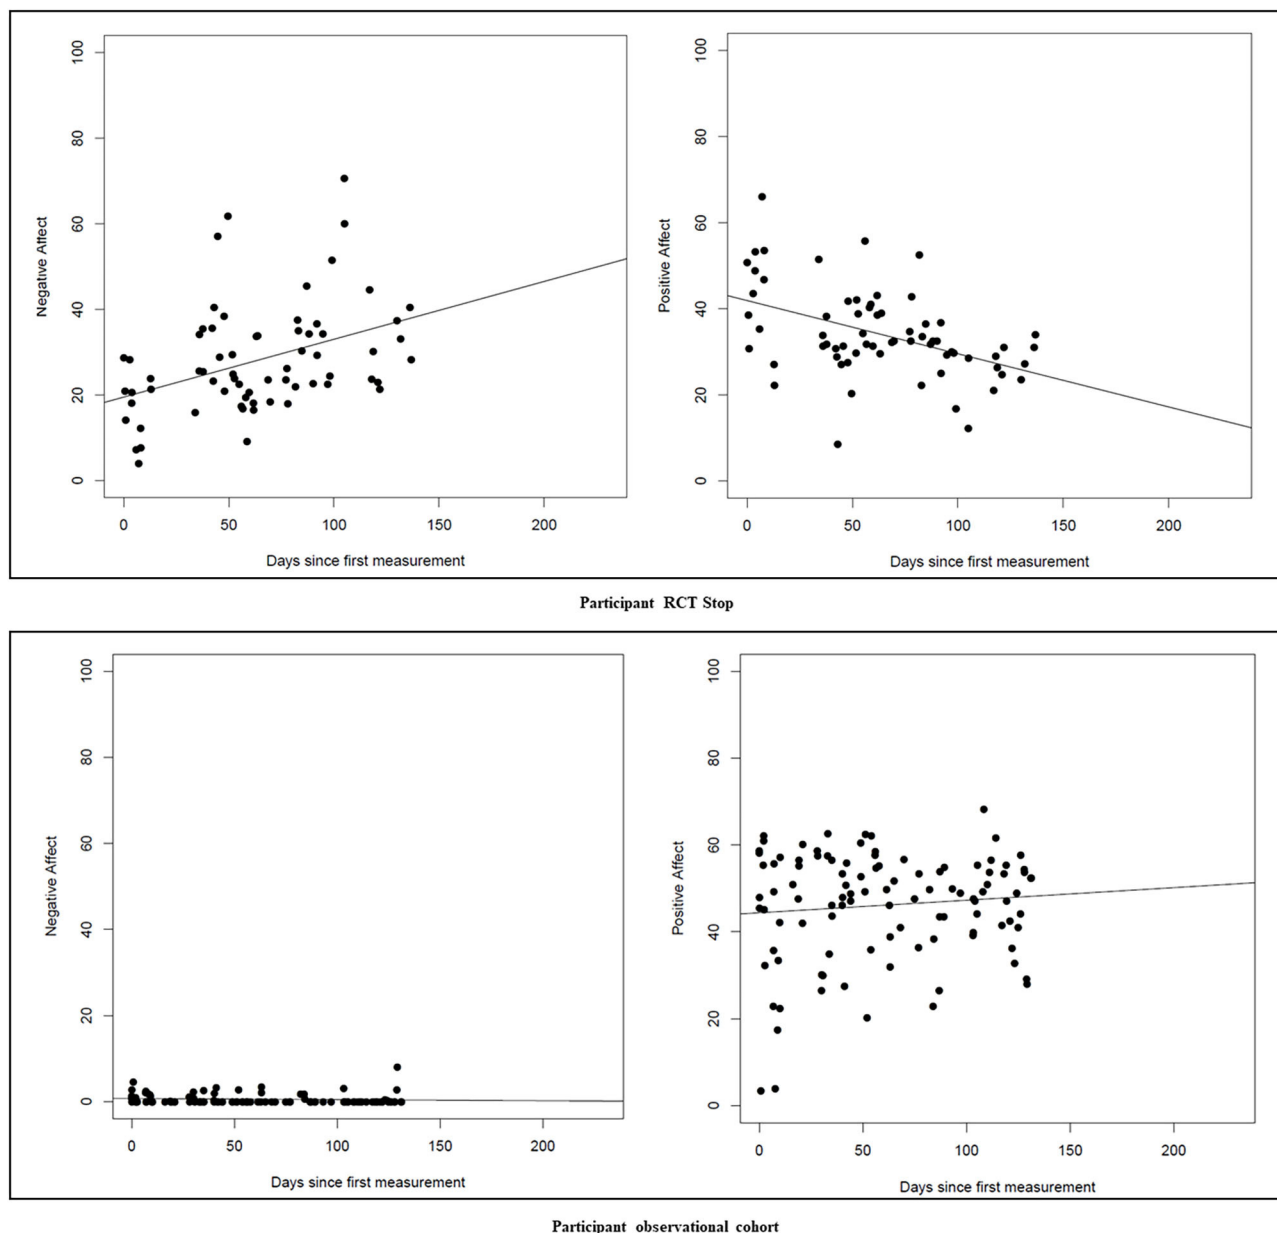 100
80
60
40
20
0
Negative Affect
0 50 100 150 200
Days since first measurement
100
80
60
40
20
0
Positive Affect
0 50 100 150 200
Days since first measurement
Participant RCT Stop
100
80
60
40
20
0
Negative Affect
0 50 100 150 200
Days since first measurement
100
80
60
40
20
0
Positive Affect
0 50 100 150 200
Days since first measurement
Participant observational cohort